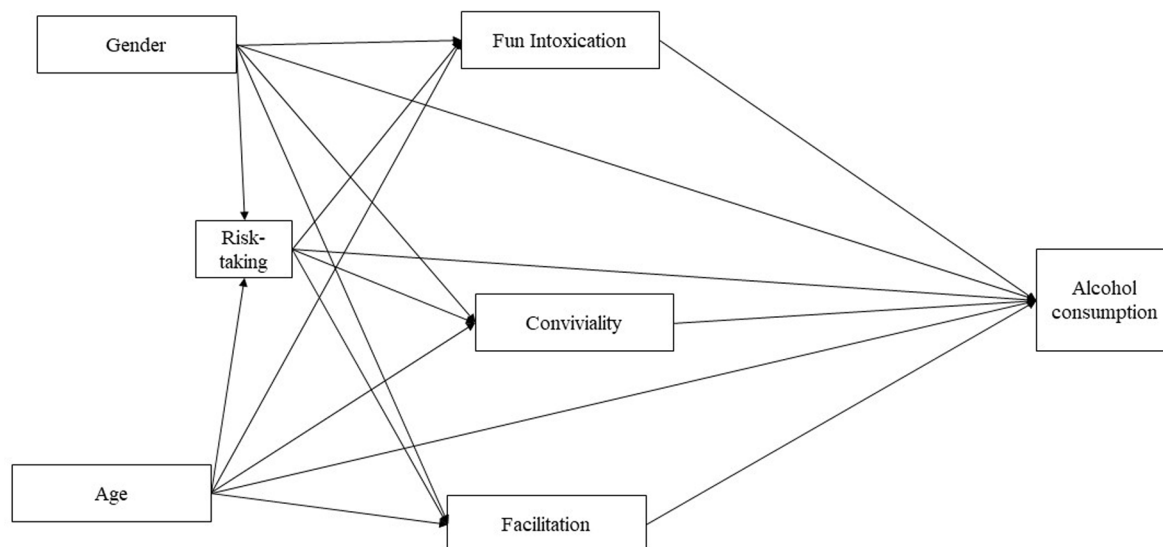 Gender
Fun Intoxication
Risk-
taking
Conviviality
Alcohol
consumption
Age
Facilitation